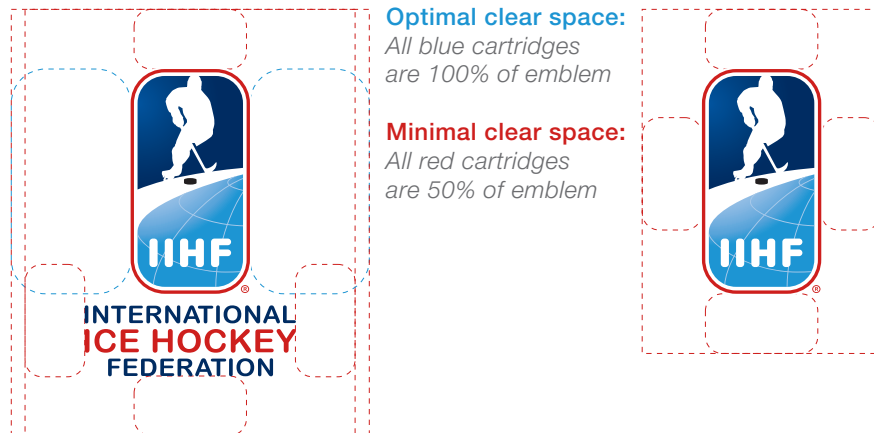 Optimal clear space:
All blue cartridges
are 100% of emblem
Minimal clear space:
All red cartridges
are 50% of emblem
IIHF
®
INTERNATIONAL
ICE HOCKEY
FEDERATION
IIHF
®